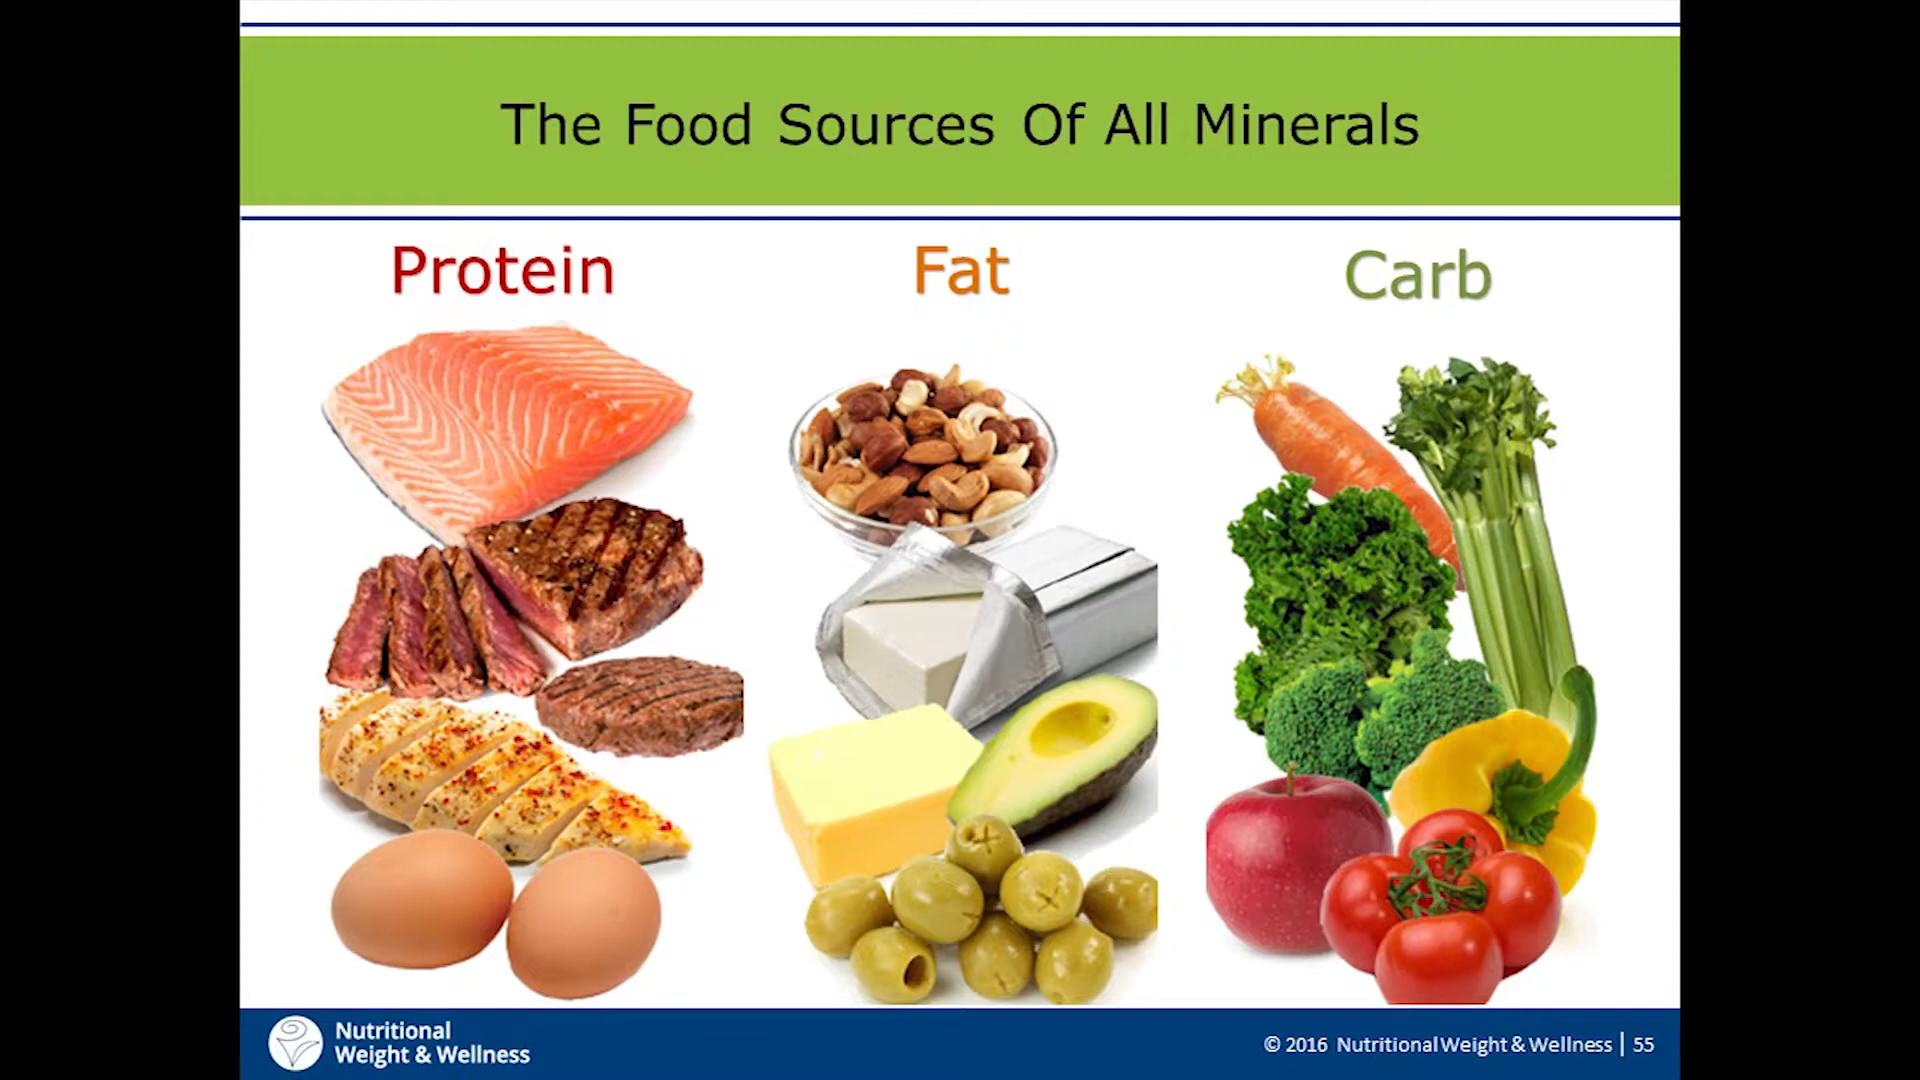 The Food Sources Of All Minerals
Protein
Fat
Carb
Nutritional
Weight & Wellness
© 2016 Nutritional Weight & Wellness | 55